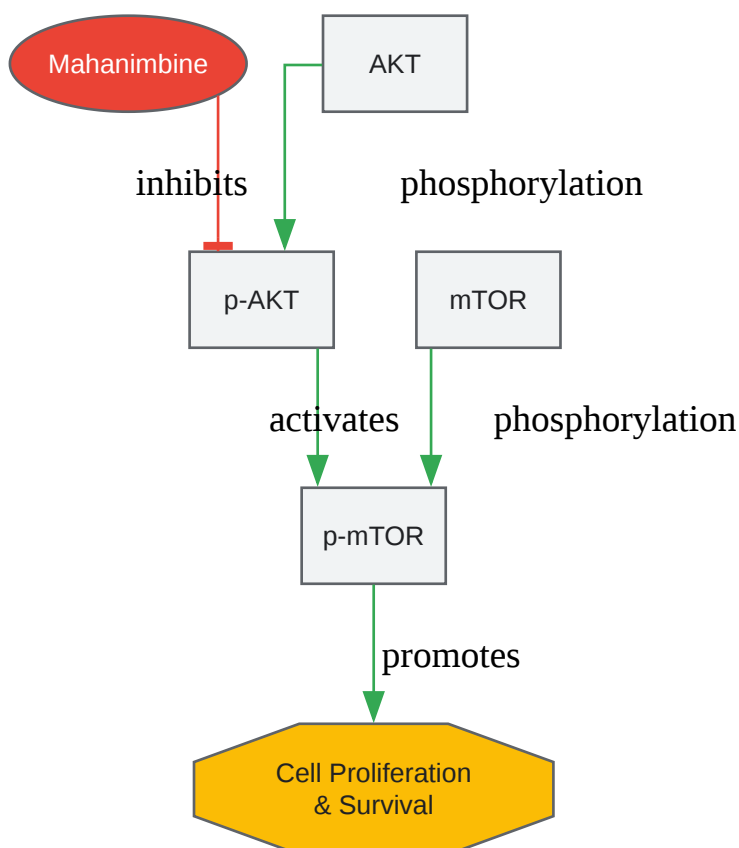 Mahanimbine
AKT
inhibits
phosphorylation
p-AKT
mTOR
activates
phosphorylation
p-mTOR
promotes
Cell Proliferation
& Survival